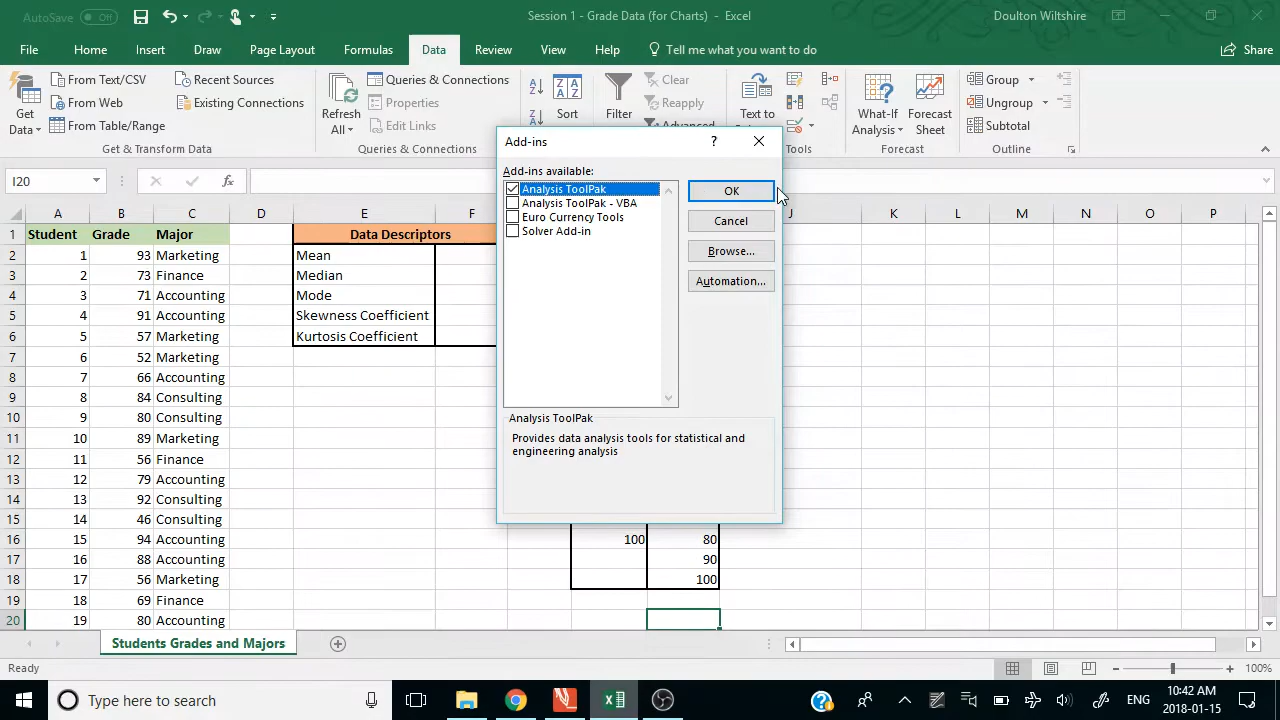 AutoSave Off Session 1 - Grade Data (for Charts) - Excel Doulton Wiltshire
File Home Insert Draw Page Layout Formulas Data Review View Help Tell me what you want to do Share
Get Data
From Text/CSV
From Web
From Table/Range
Recent Sources
Existing Connections
Get & Transform Data
Refresh All
Queries & Connections
Properties
Edit Links
Queries & Connections
Sort
Filter
Clear
Reapply
Advanced
Text to
Tools
What-If Analysis
Forecast Sheet
Forecast
Group
Ungroup
Subtotal
Outline
I20 fx
A B C D E F J K L M N O P
1 Student Grade Major Data Descriptors
2 1 93 Marketing Mean
3 2 73 Finance Median
4 3 71 Accounting Mode
5 4 91 Accounting Skewness Coefficient
6 5 57 Marketing Kurtosis Coefficient
7 6 52 Marketing
8 7 66 Accounting
9 8 84 Consulting
10 9 80 Consulting
11 10 89 Marketing
12 11 56 Finance
13 12 79 Accounting
14 13 92 Consulting
15 14 46 Consulting
16 15 94 Accounting 100 80
17 16 88 Accounting 90
18 17 56 Marketing 100
19 18 69 Finance
20 19 80 Accounting
Add-ins ?
Add-ins available:
Analysis ToolPak
Analysis ToolPak - VBA
Euro Currency Tools
Solver Add-in
OK
Cancel
Browse...
Automation...
Analysis ToolPak
Provides data analysis tools for statistical and
engineering analysis
Students Grades and Majors
Ready 100%
Type here to search ENG 10:42 AM
2018-01-15